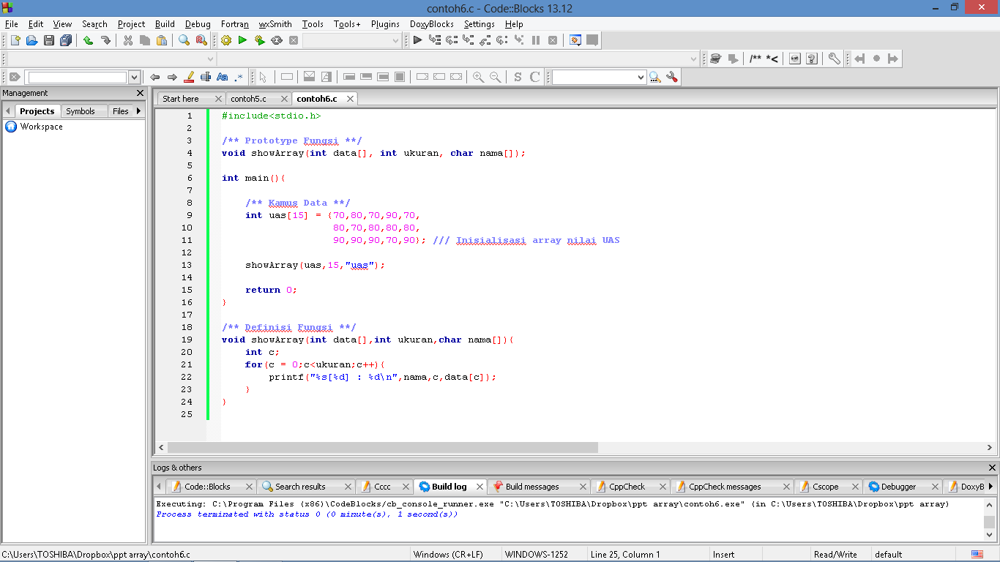 contoh6.c - Code::Blocks 13.12
File Edit View Search Project Build Debug Fortran wxSmith Tools Tools+ Plugins DoxyBlocks Settings Help
/** *<
Aa .* S C
Management
Start here contoh5.c contoh6.c
Projects Symbols Files
Workspace
1 #include<stdio.h>
2
3 /** Prototype Fungsi **/
4 void showArray(int data[], int ukuran, char nama[]);
5
6 int main(){
7
8 /** Kamus Data **/
9 int uas[15] = {70,80,70,90,70,
10 80,70,80,80,80,
11 90,90,90,70,90}; /// Inisialisasi array nilai UAS
12
13 showArray(uas,15,"uas");
14
15 return 0;
16 }
17
18 /** Definisi Fungsi **/
19 void showArray(int data[],int ukuran,char nama[]){
20 int c;
21 for(c = 0;c<ukuran;c++){
22 printf("%s[%d] : %d\n",nama,c,data[c]);
23 }
24 }
25
Logs & others
Code::Blocks Search results Cccc Build log Build messages CppCheck CppCheck messages Cscope Debugger DoxyB
Executing: C:\Program Files (x86)\CodeBlocks/cb_console_runner.exe "C:\Users\TOSHIBA\Dropbox\ppt array\contoh6.exe" (in C:\Users\TOSHIBA\Dropbox\ppt array)
Process terminated with status 0 (0 minute(s), 1 second(s))
C:\Users\TOSHIBA\Dropbox\ppt array\contoh6.c Windows (CR+LF) WINDOWS-1252 Line 25, Column 1 Insert Read/Write default